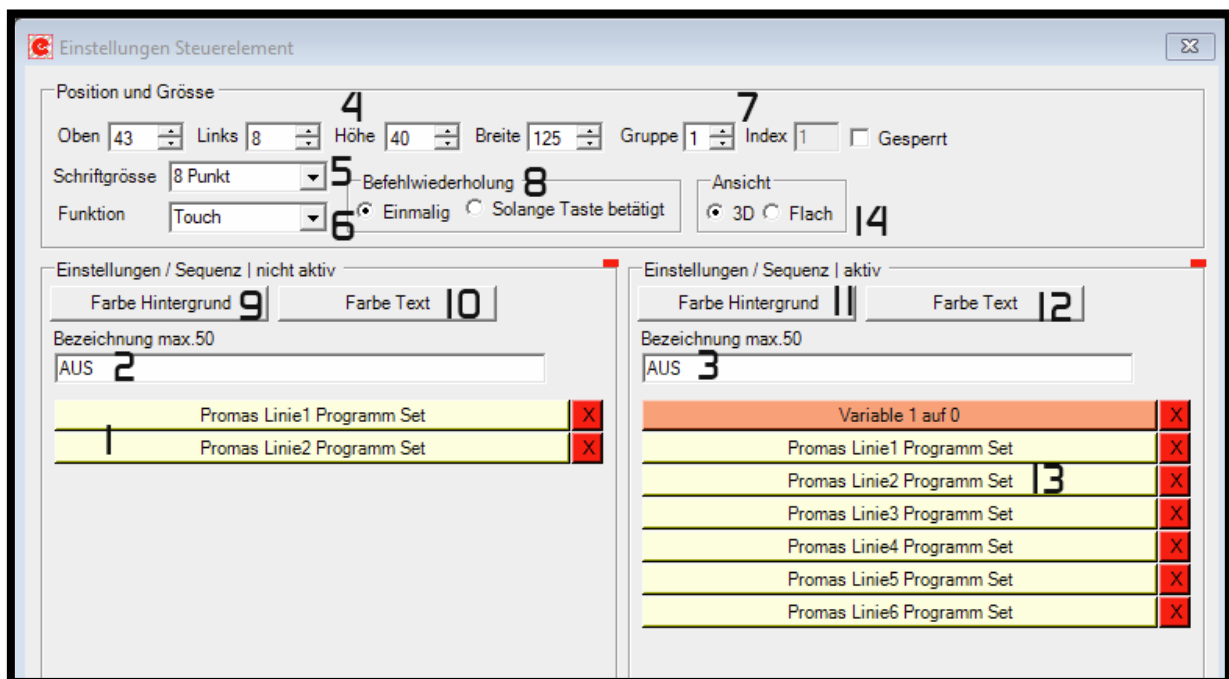 Einstellungen Steuerelement
Position und Grösse
4 7
Oben 43 Links 8 Höhe 40 Breite 125 Gruppe 1 Index 1 Gesperrt
Schriftgrösse 8 Punkt 5
Befehlwiederholung 8
Ansicht
Funktion Touch 6
Einmalig Solange Taste betätigt
3D Flach 14
Einstellungen / Sequenz | nicht aktiv
Farbe Hintergrund 9 Farbe Text 10
Bezeichnung max.50
AUS 2
Promas Linie1 Programm Set X
1
Promas Linie2 Programm Set X
Einstellungen / Sequenz | aktiv
Farbe Hintergrund 11 Farbe Text 12
Bezeichnung max.50
AUS 3
Variable 1 auf 0 X
Promas Linie1 Programm Set X
Promas Linie2 Programm Set 13 X
Promas Linie3 Programm Set X
Promas Linie4 Programm Set X
Promas Linie5 Programm Set X
Promas Linie6 Programm Set X